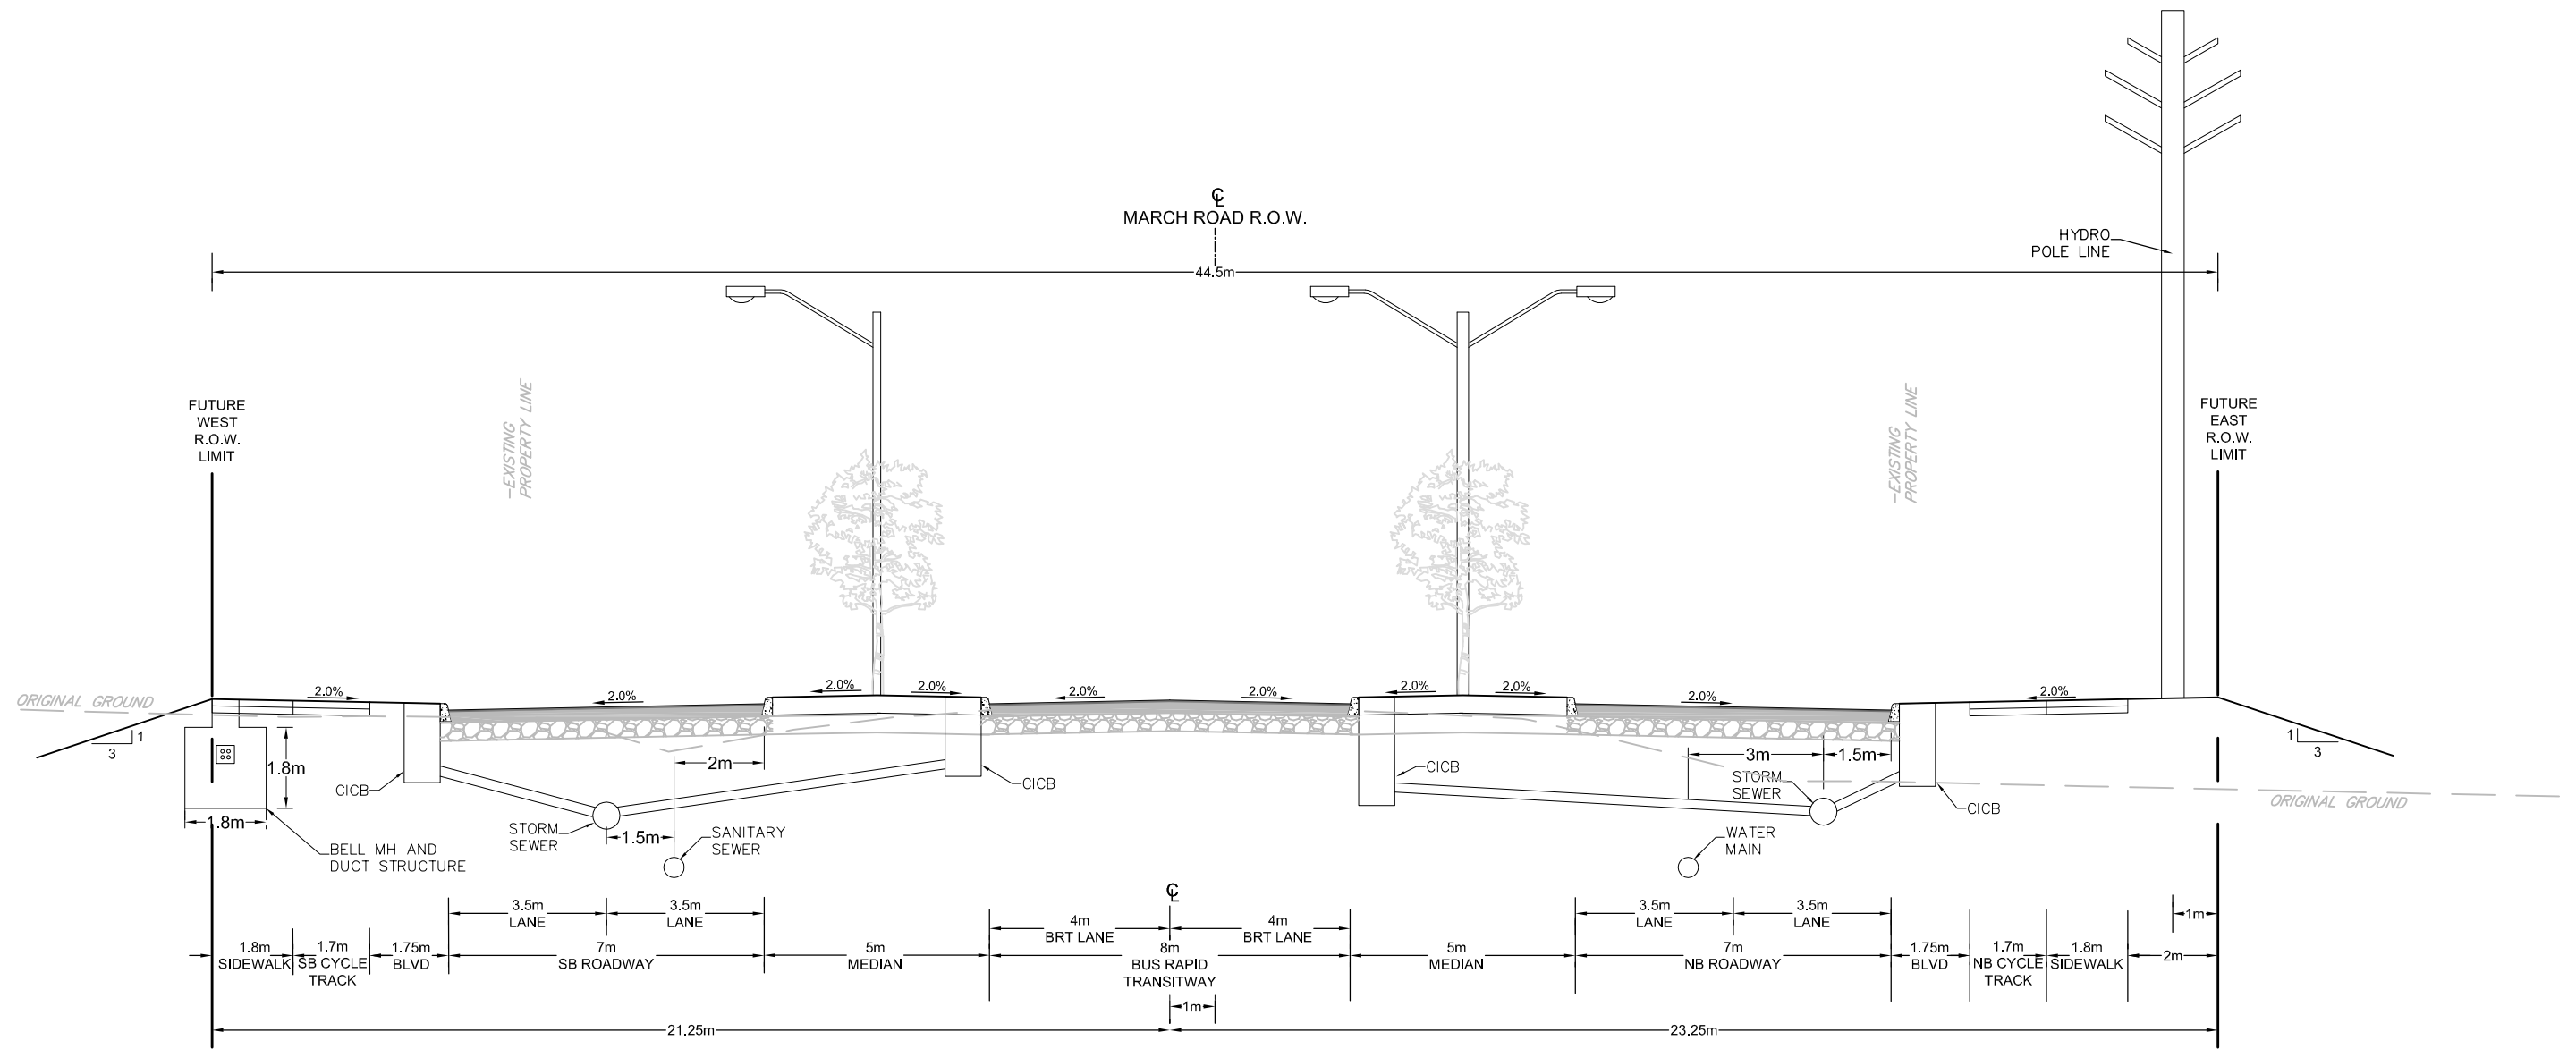 ℄
MARCH ROAD R.O.W.
44.5m
HYDRO
POLE LINE
FUTURE
WEST
R.O.W.
LIMIT
EXISTING
PROPERTY LINE
EXISTING
PROPERTY LINE
FUTURE
EAST
R.O.W.
LIMIT
ORIGINAL GROUND
2.0%
2.0%
2.0%
2.0%
2.0%
2.0%
2.0%
2.0%
2.0%
2.0%
1
3
1.8m
1.8m
CICB
BELL MH AND
DUCT STRUCTURE
STORM
SEWER
1.5m
2m
SANITARY
SEWER
CICB
CICB
3m
1.5m
STORM
SEWER
WATER
MAIN
CICB
1
3
ORIGINAL GROUND
℄
3.5m
LANE
3.5m
LANE
4m
BRT LANE
4m
BRT LANE
3.5m
LANE
3.5m
LANE
1m
1.8m
SIDEWALK
1.7m
SB CYCLE
TRACK
1.75m
BLVD
7m
SB ROADWAY
5m
MEDIAN
8m
BUS RAPID
TRANSITWAY
5m
MEDIAN
7m
NB ROADWAY
1.75m
BLVD
1.7m
NB CYCLE
TRACK
1.8m
SIDEWALK
2m
1m
21.25m
23.25m